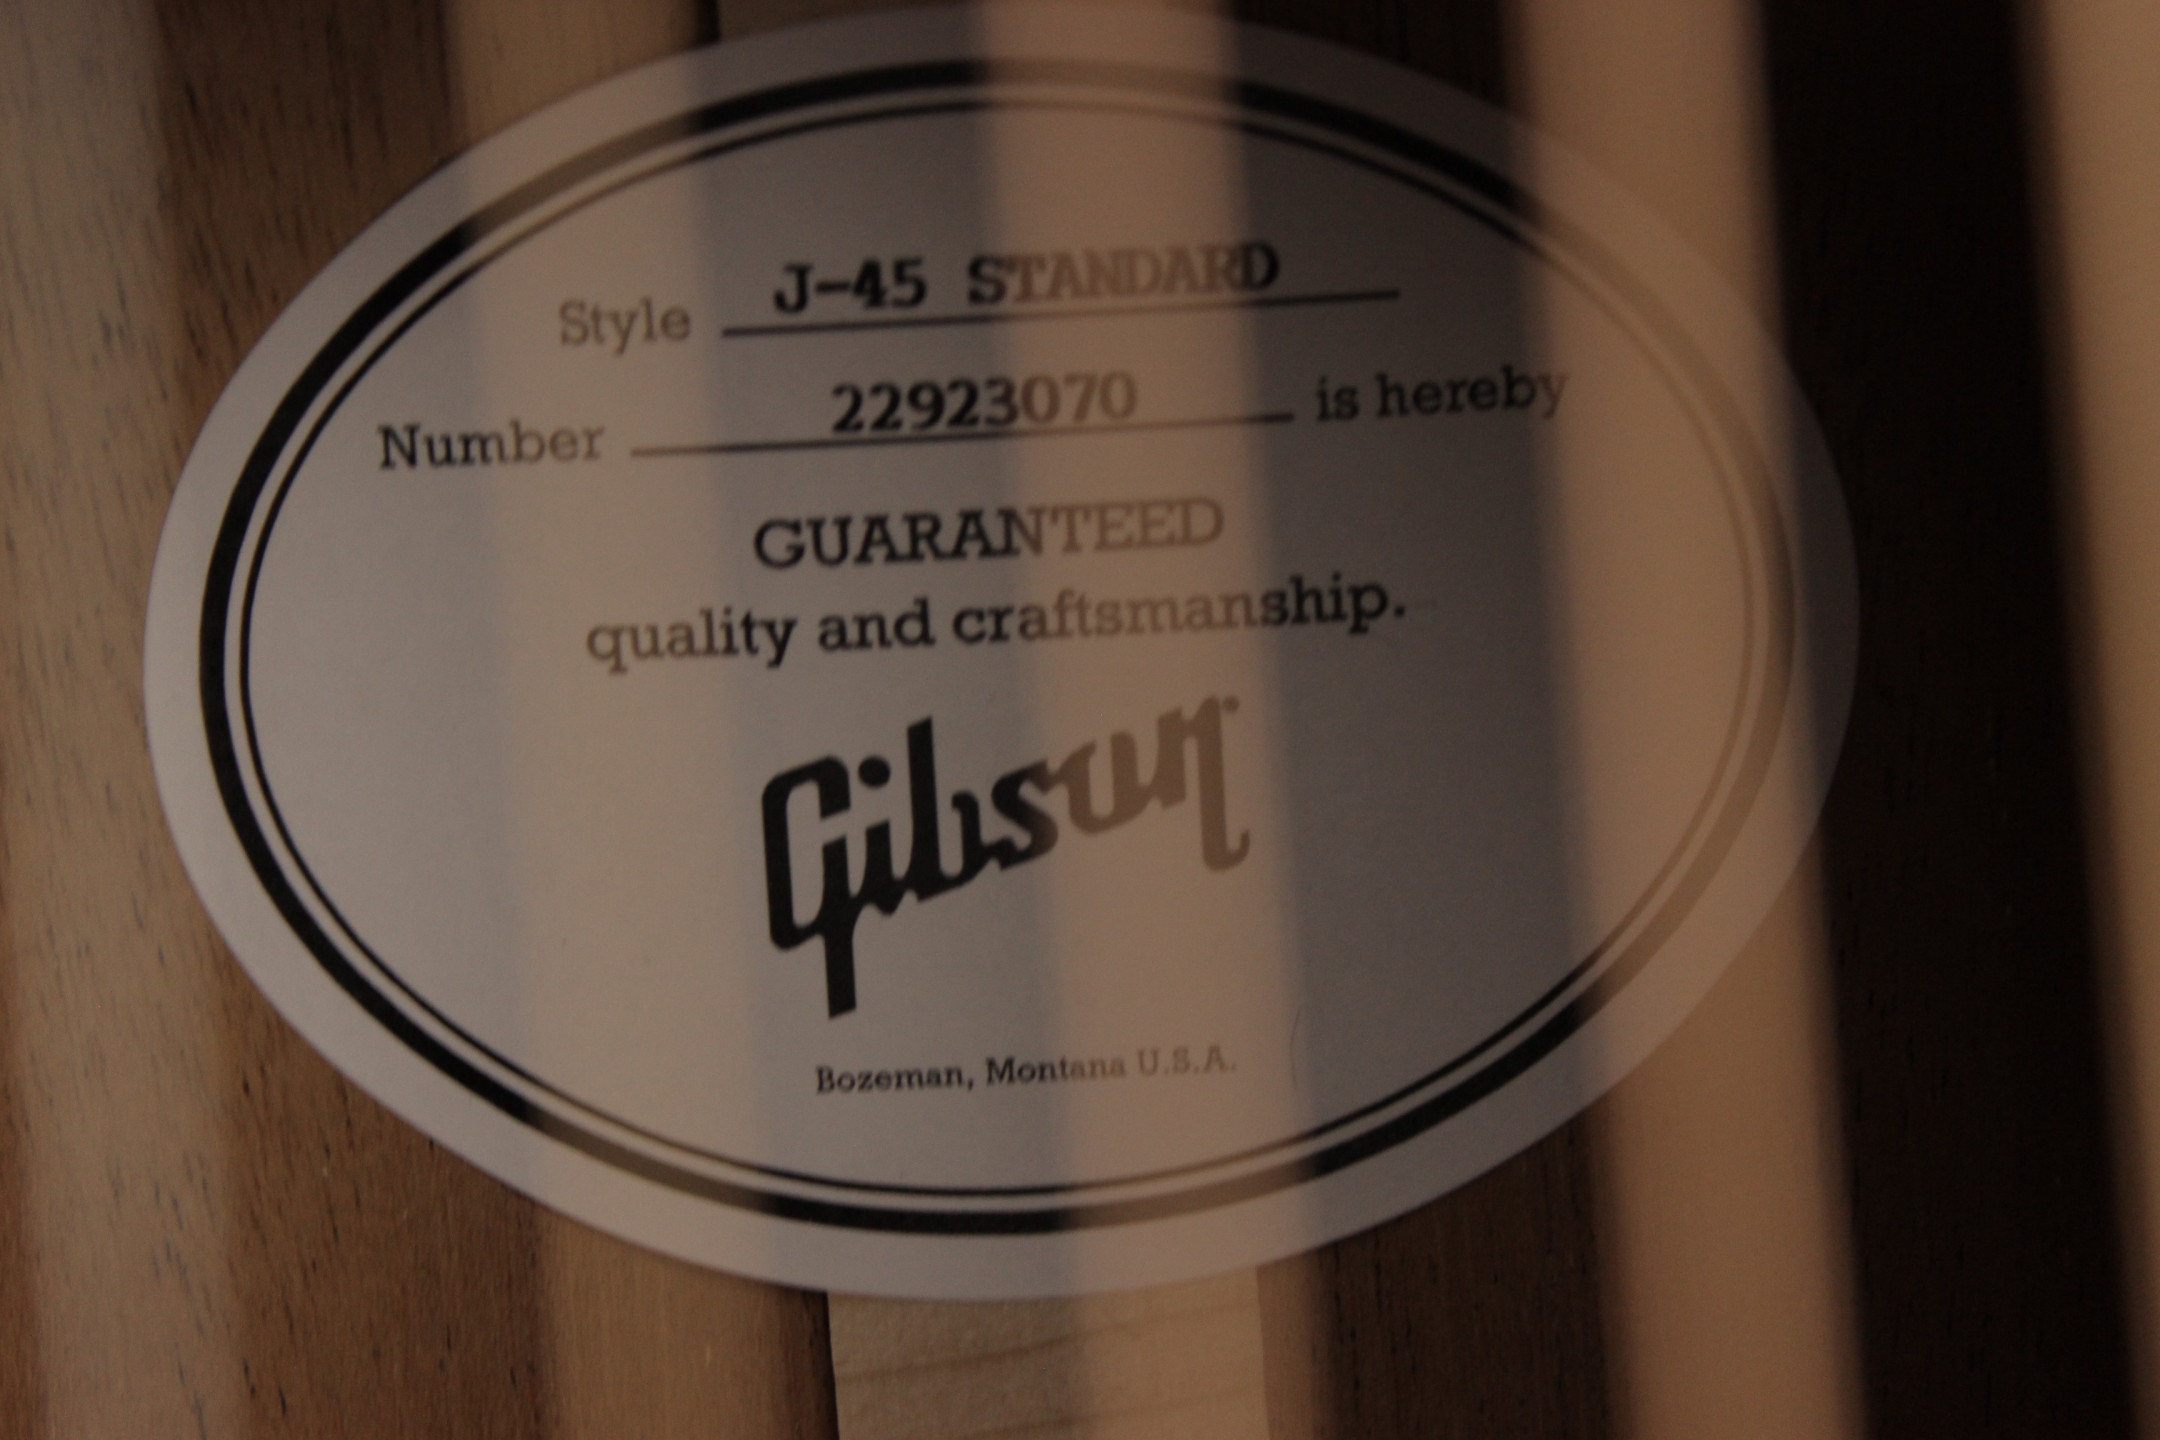 Style J-45 STANDARD
Number 22923070 is hereby
GUARANTEED
quality and craftsmanship.
Gibson
Bozeman, Montana U.S.A.